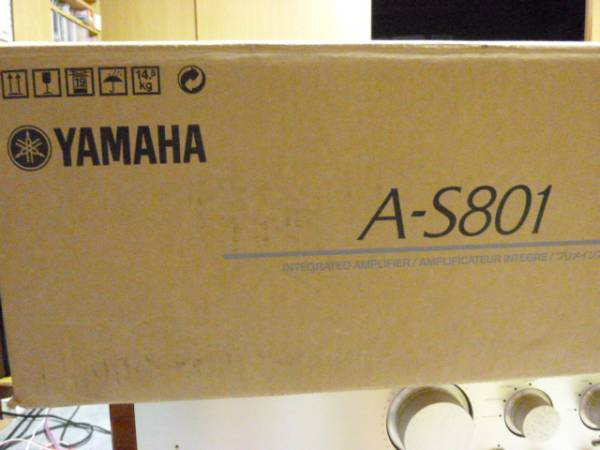 14,5 kg
YAMAHA
A-S801
INTEGRATED AMPLIFIER / AMPLIFICATEUR INTEGRE / プリメイン